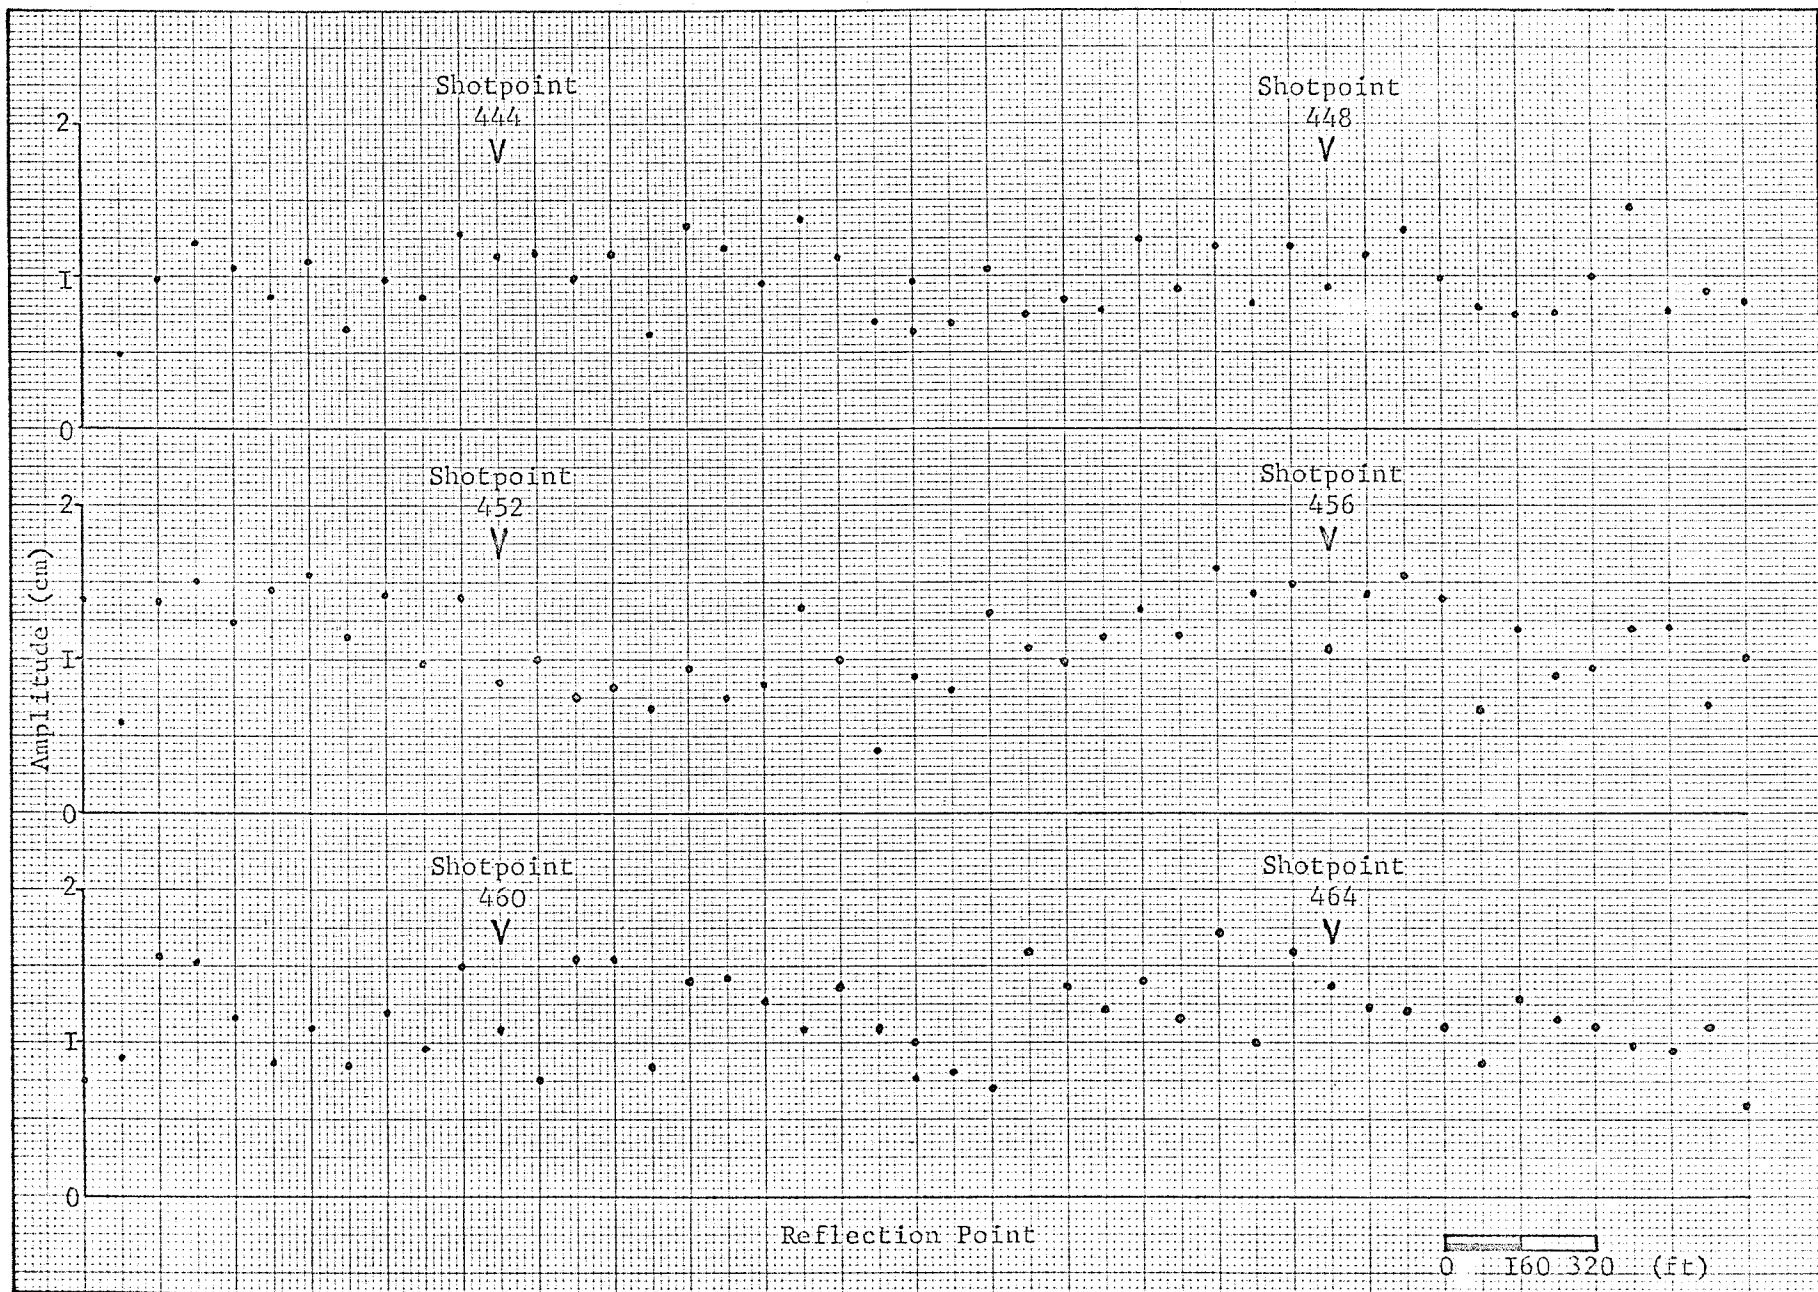 Shotpoint
444
V
Shotpoint
448
V
2
I
0
Shotpoint
452
V
Shotpoint
456
V
2
I
0
Amplitude (cm)
Shotpoint
460
V
Shotpoint
464
V
2
I
0
Reflection Point
0 I60 320 (ft)